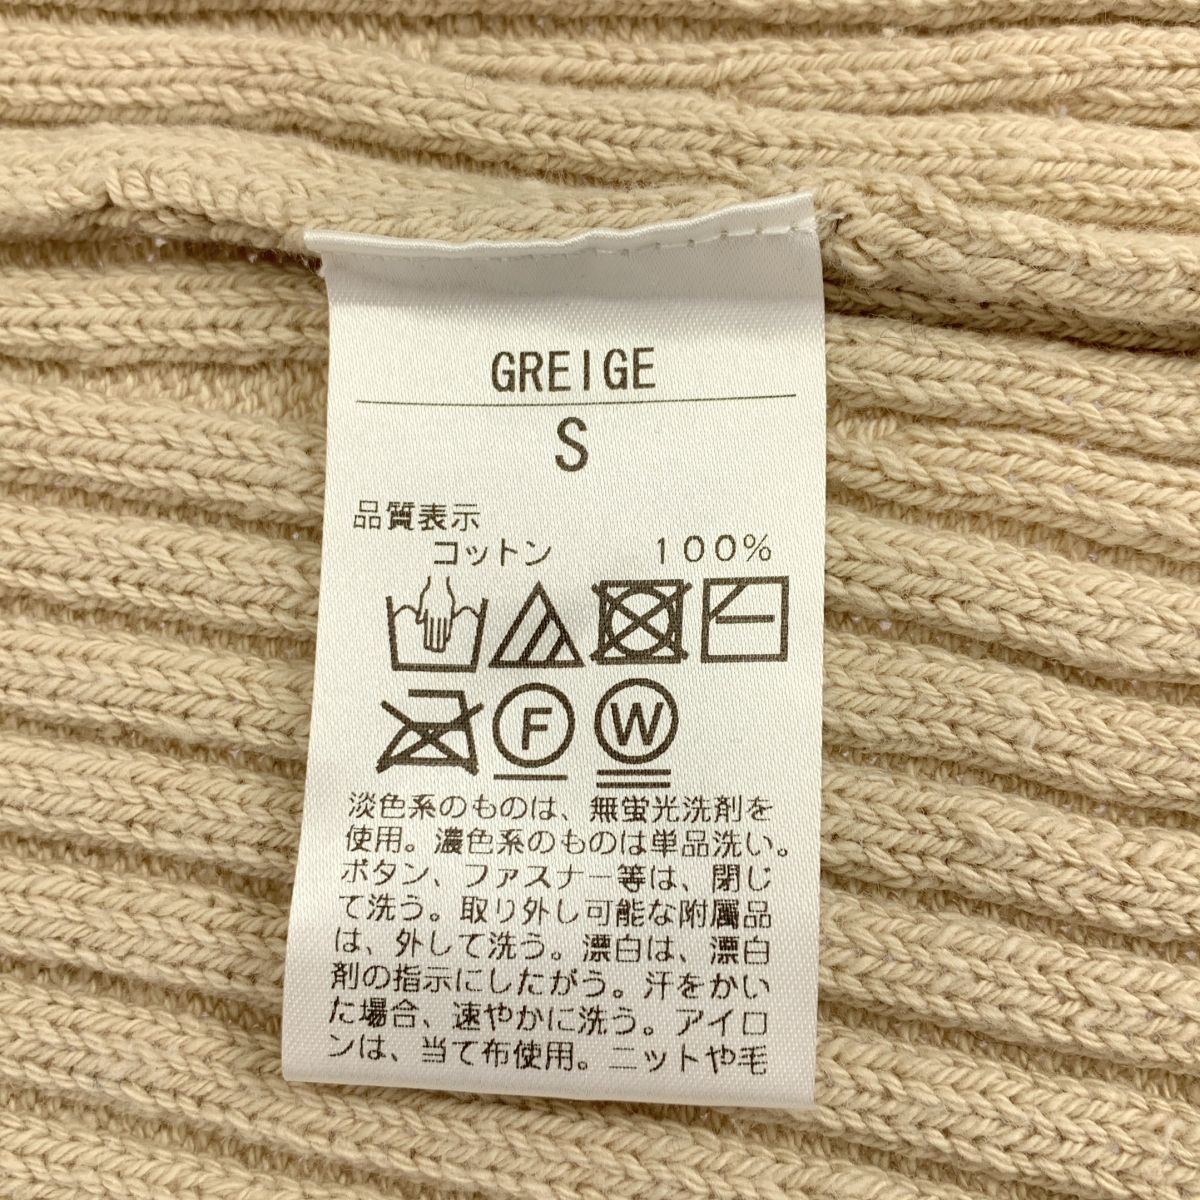 GREIGE
S
品質表示
コットン 100%
F W
淡色系のものは、無蛍光洗剤を
使用。濃色系のものは単品洗い。
ボタン、ファスナー等は、閉じ
て洗う。取り外し可能な附属品
は、外して洗う。漂白は、漂白
剤の指示にしたがう。汗をかい
た場合、速やかに洗う。アイロ
ンは、当て布使用。ニットや毛